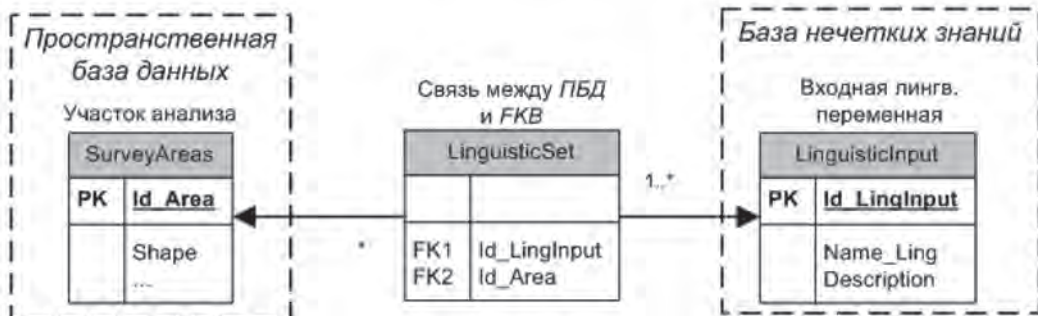 Пространственная
база данных
Участок анализа
SurveyAreas
PK Id_Area
Shape
...
Связь между ПБД
и FKB
LinguisticSet
FK1 Id_LingInput
FK2 Id_Area
*
1..*
База нечетких знаний
Входная лингв.
переменная
LinguisticInput
PK Id_LingInput
Name_Ling
Description